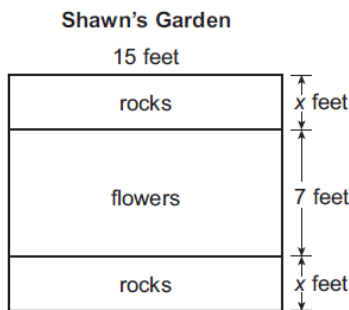 Shawn's Garden
15 feet
rocks
x feet
flowers
7 feet
rocks
x feet